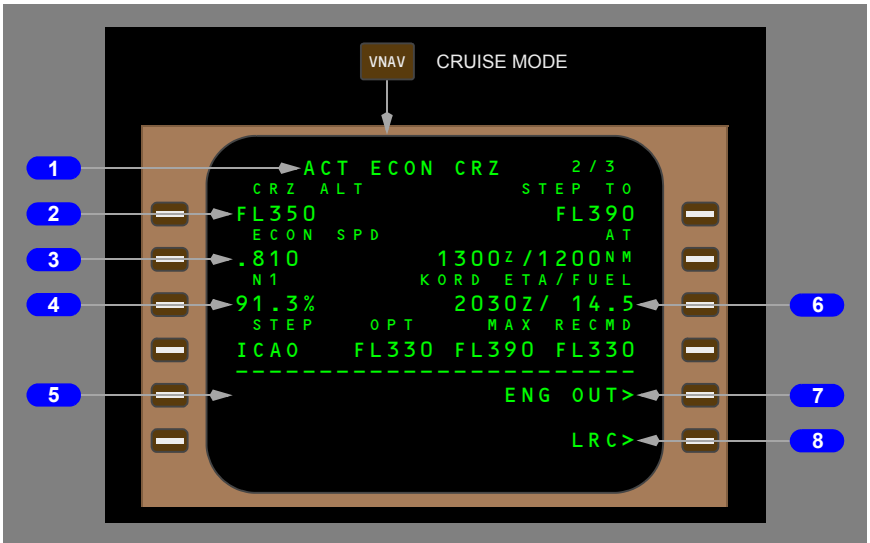 VNAV CRUISE MODE
1 ACT ECON CRZ 2/3
CRZ ALT STEP TO
2 FL350 FL390
ECON SPD AT
3 .810 1300Z/1200NM
N1 KORD ETA/FUEL
4 91.3% 2030Z/ 14.5 6
STEP OPT MAX RECMD
ICAO FL330 FL390 FL330
------------------------
5 ENG OUT> 7
LRC> 8